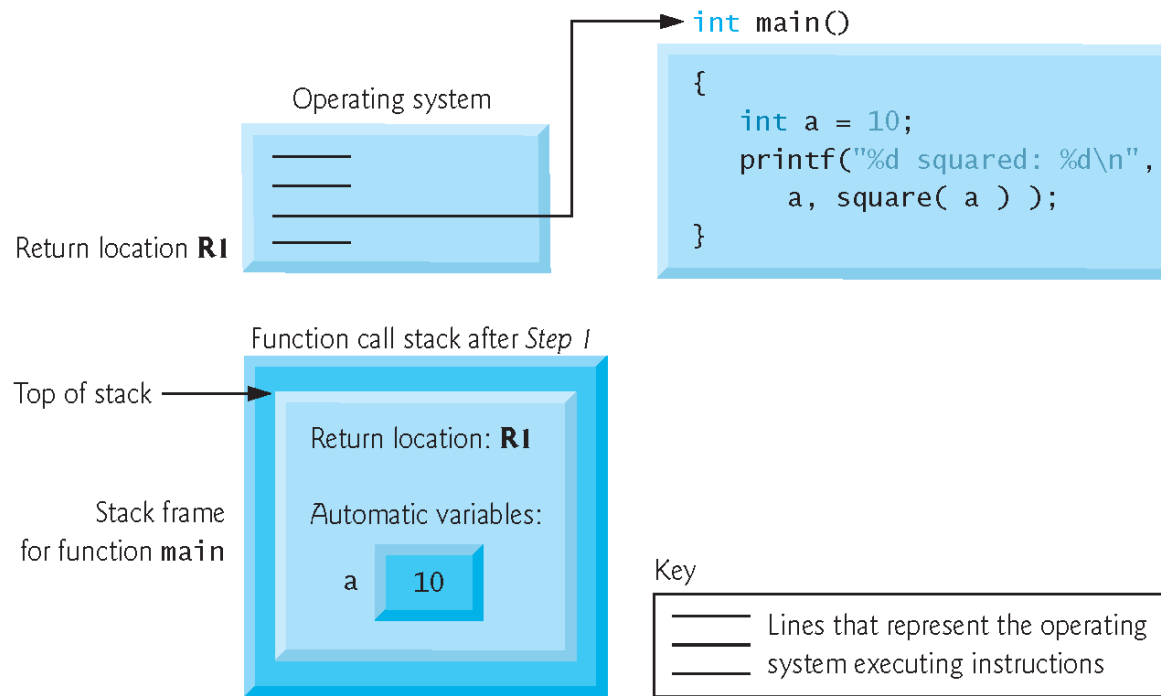 int main()
{
int a = 10;
printf("%d squared: %d\n",
a, square( a ) );
}
Operating system
Return location R1
Function call stack after Step 1
Top of stack
Return location: R1
Stack frame
for function main
Automatic variables:
a 10
Key
Lines that represent the operating
system executing instructions